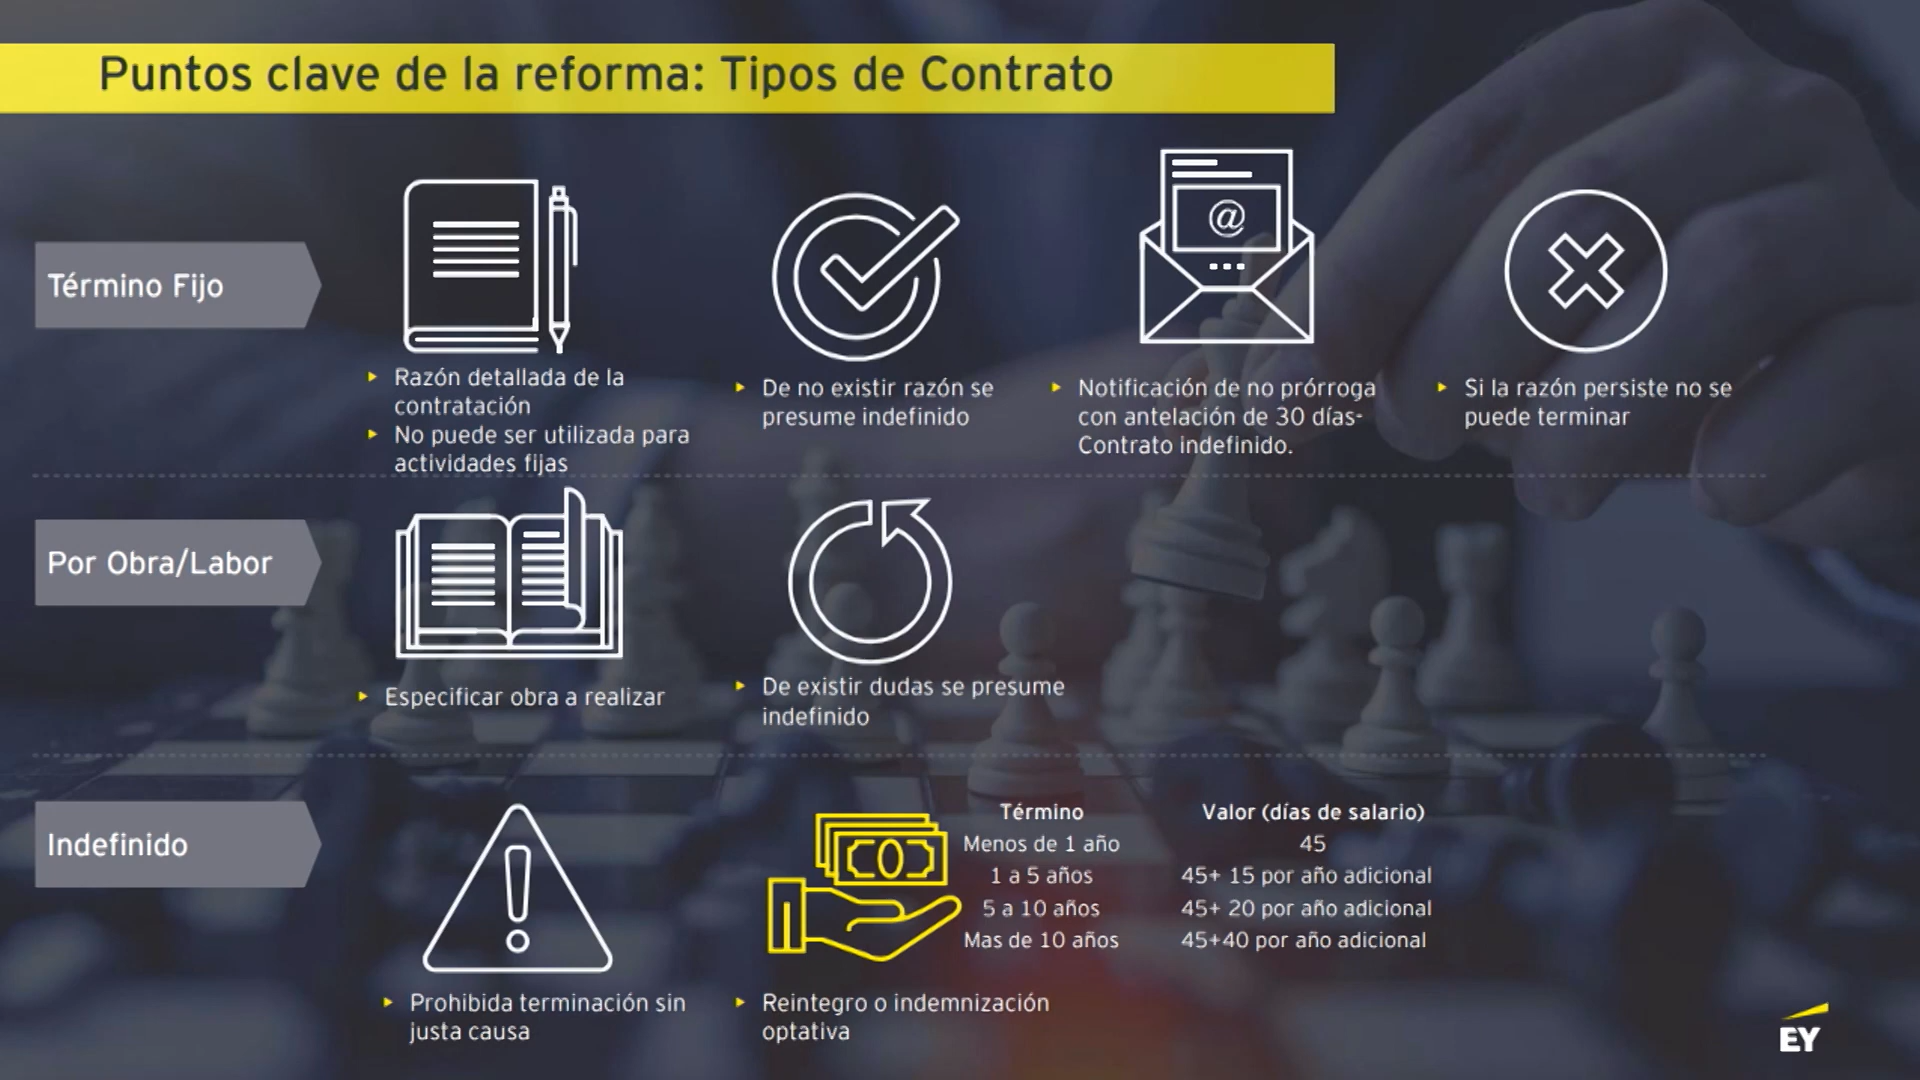 Puntos clave de la reforma: Tipos de Contrato
@
Término Fijo
Razón detallada de la
contratación
No puede ser utilizada para
actividades fijas
De no existir razón se
presume indefinido
Notificación de no prórroga
con antelación de 30 días-
Contrato indefinido.
Si la razón persiste no se
puede terminar
Por Obra/Labor
Especificar obra a realizar
De existir dudas se presume
indefinido
Indefinido
Prohibida terminación sin
justa causa
Término Valor (días de salario)
Menos de 1 año 45
1 a 5 años 45+ 15 por año adicional
5 a 10 años 45+ 20 por año adicional
Mas de 10 años 45+40 por año adicional
Reintegro o indemnización
optativa
EY